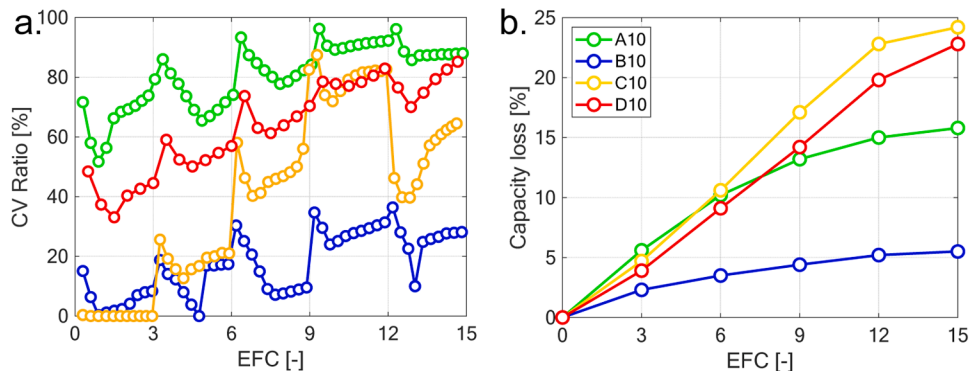 a.
CV Ratio [%]
100
80
60
40
20
0
0 3 6 9 12 15
EFC [-]
b.
Capacity loss [%]
25
20
15
10
5
0
A10
B10
C10
D10
0 3 6 9 12 15
EFC [-]